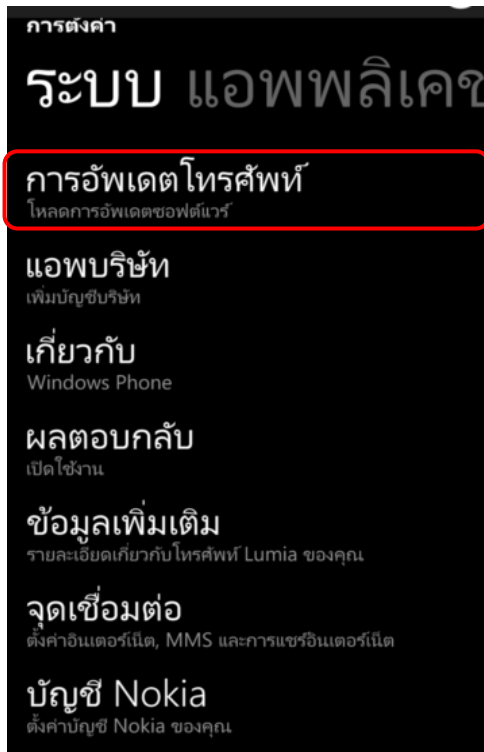 การตั้งค่า
ระบบ แอพพลิเคช
การอัพเดตโทรศัพท์
โหลดการอัพเดตซอฟต์แวร์
แอพบริษัท
เพิ่มบัญชีบริษัท
เกี่ยวกับ
Windows Phone
ผลตอบกลับ
เปิดใช้งาน
ข้อมูลเพิ่มเติม
รายละเอียดเกี่ยวกับโทรศัพท์ Lumia ของคุณ
จุดเชื่อมต่อ
ตั้งค่าอินเตอร์เน็ต, MMS และการแชร์อินเตอร์เน็ต
บัญชี Nokia
ตั้งค่าบัญชี Nokia ของคุณ